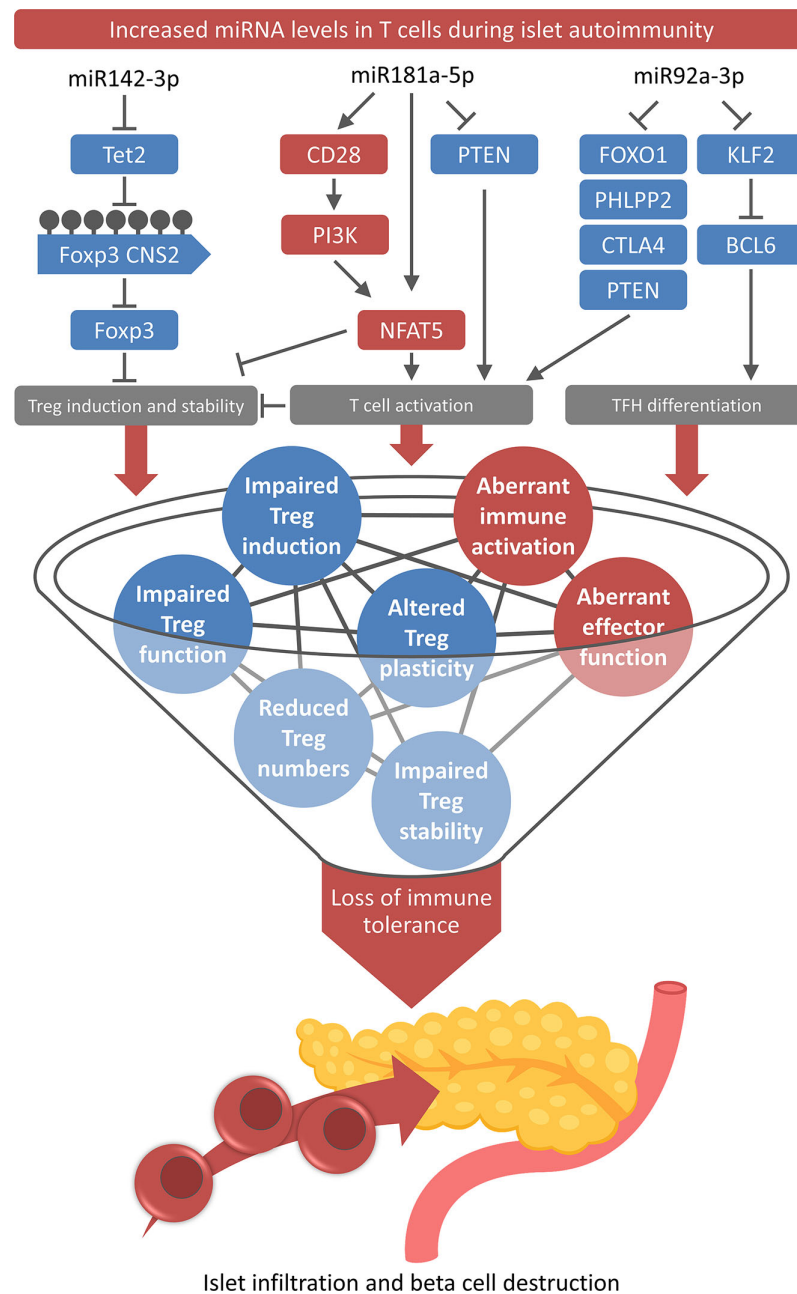 Increased miRNA levels in T cells during islet autoimmunity
miR142-3p
miR181a-5p
miR92a-3p
Tet2
CD28
PTEN
FOXO1
KLF2
PHLPP2
Foxp3 CNS2
PI3K
CTLA4
BCL6
PTEN
Foxp3
NFAT5
Treg induction and stability
T cell activation
TFH differentiation
Impaired
Treg
induction
Aberrant
immune
activation
Impaired
Treg
function
Altered
Treg
plasticity
Aberrant
effector
function
Reduced
Treg
numbers
Impaired
Treg
stability
Loss of immune
tolerance
Islet infiltration and beta cell destruction